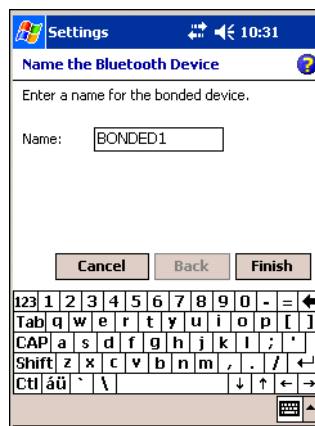 Settings 10:31
Name the Bluetooth Device ?
Enter a name for the bonded device.
Name: BONDED1
Cancel Back Finish
123 1 2 3 4 5 6 7 8 9 0 - =
Tab q w e r t y u i o p [ ]
CAP a s d f g h j k l ; '
Shift z x c v b n m , . /
Ctl áü ` \